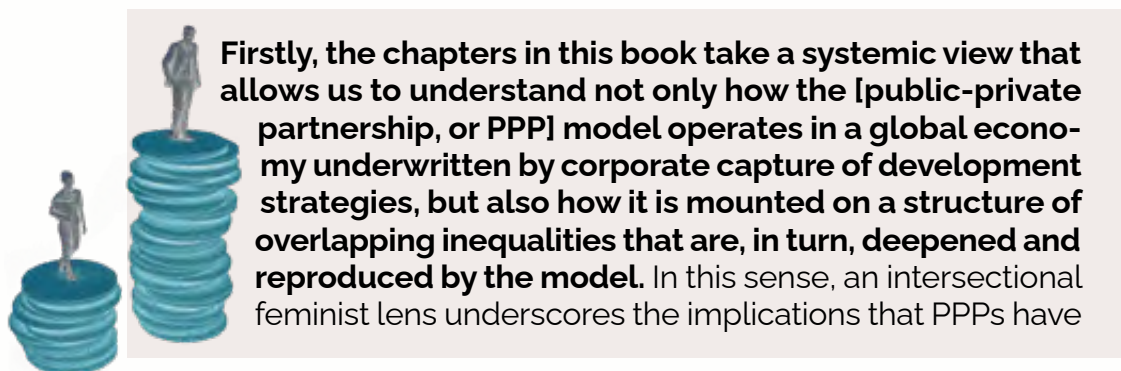 Firstly, the chapters in this book take a systemic view that
allows us to understand not only how the [public-private
partnership, or PPP] model operates in a global econo-
my underwritten by corporate capture of development
strategies, but also how it is mounted on a structure of
overlapping inequalities that are, in turn, deepened and
reproduced by the model. In this sense, an intersectional
feminist lens underscores the implications that PPPs have